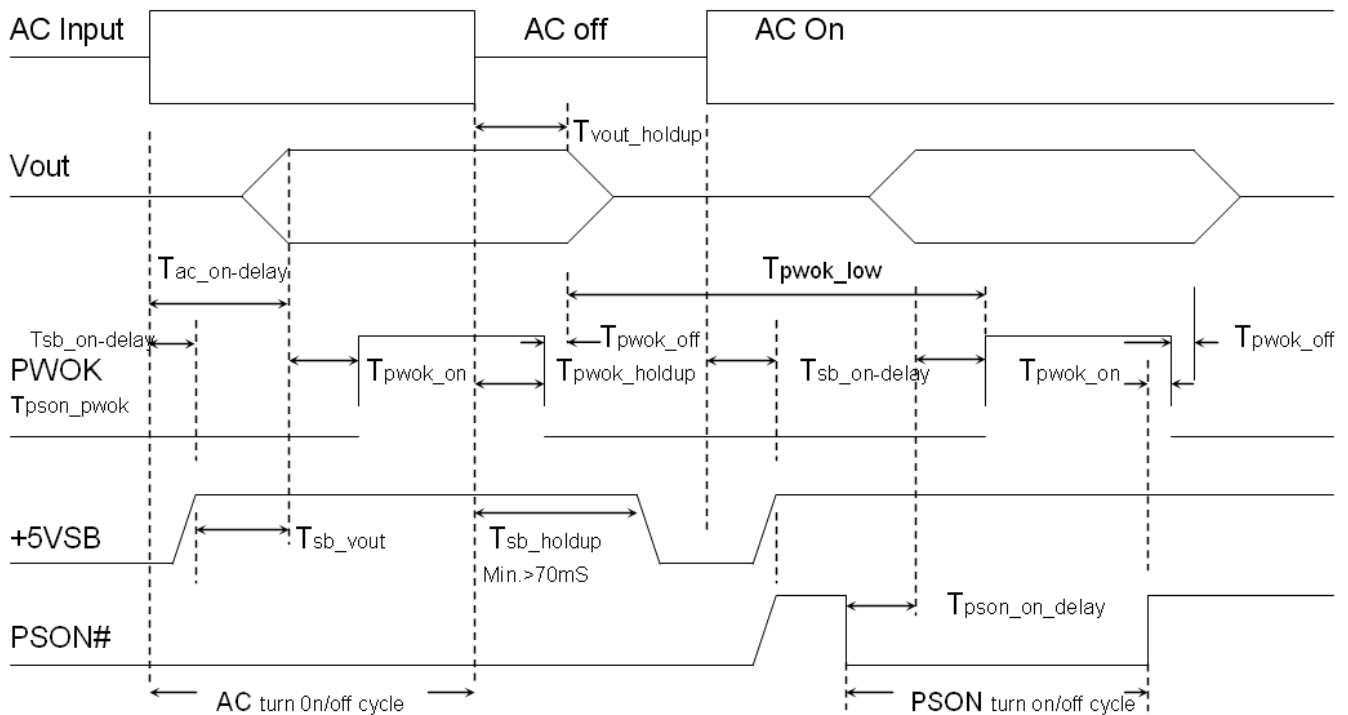 AC Input
AC off
AC On
Tvout_holdup
Vout
Tac_on-delay
Tpwok_low
Tsb_on-delay
Tpwok_off
Tpwok_off
PWOK
Tpwok_on
Tpwok_holdup
Tsb_on-delay
Tpwok_on
Tpson_pwok
+5VSB
Tsb_vout
Tsb_holdup
Min.>70mS
Tpson_on_delay
PSON#
AC turn 0n/off cycle
PSON turn on/off cycle